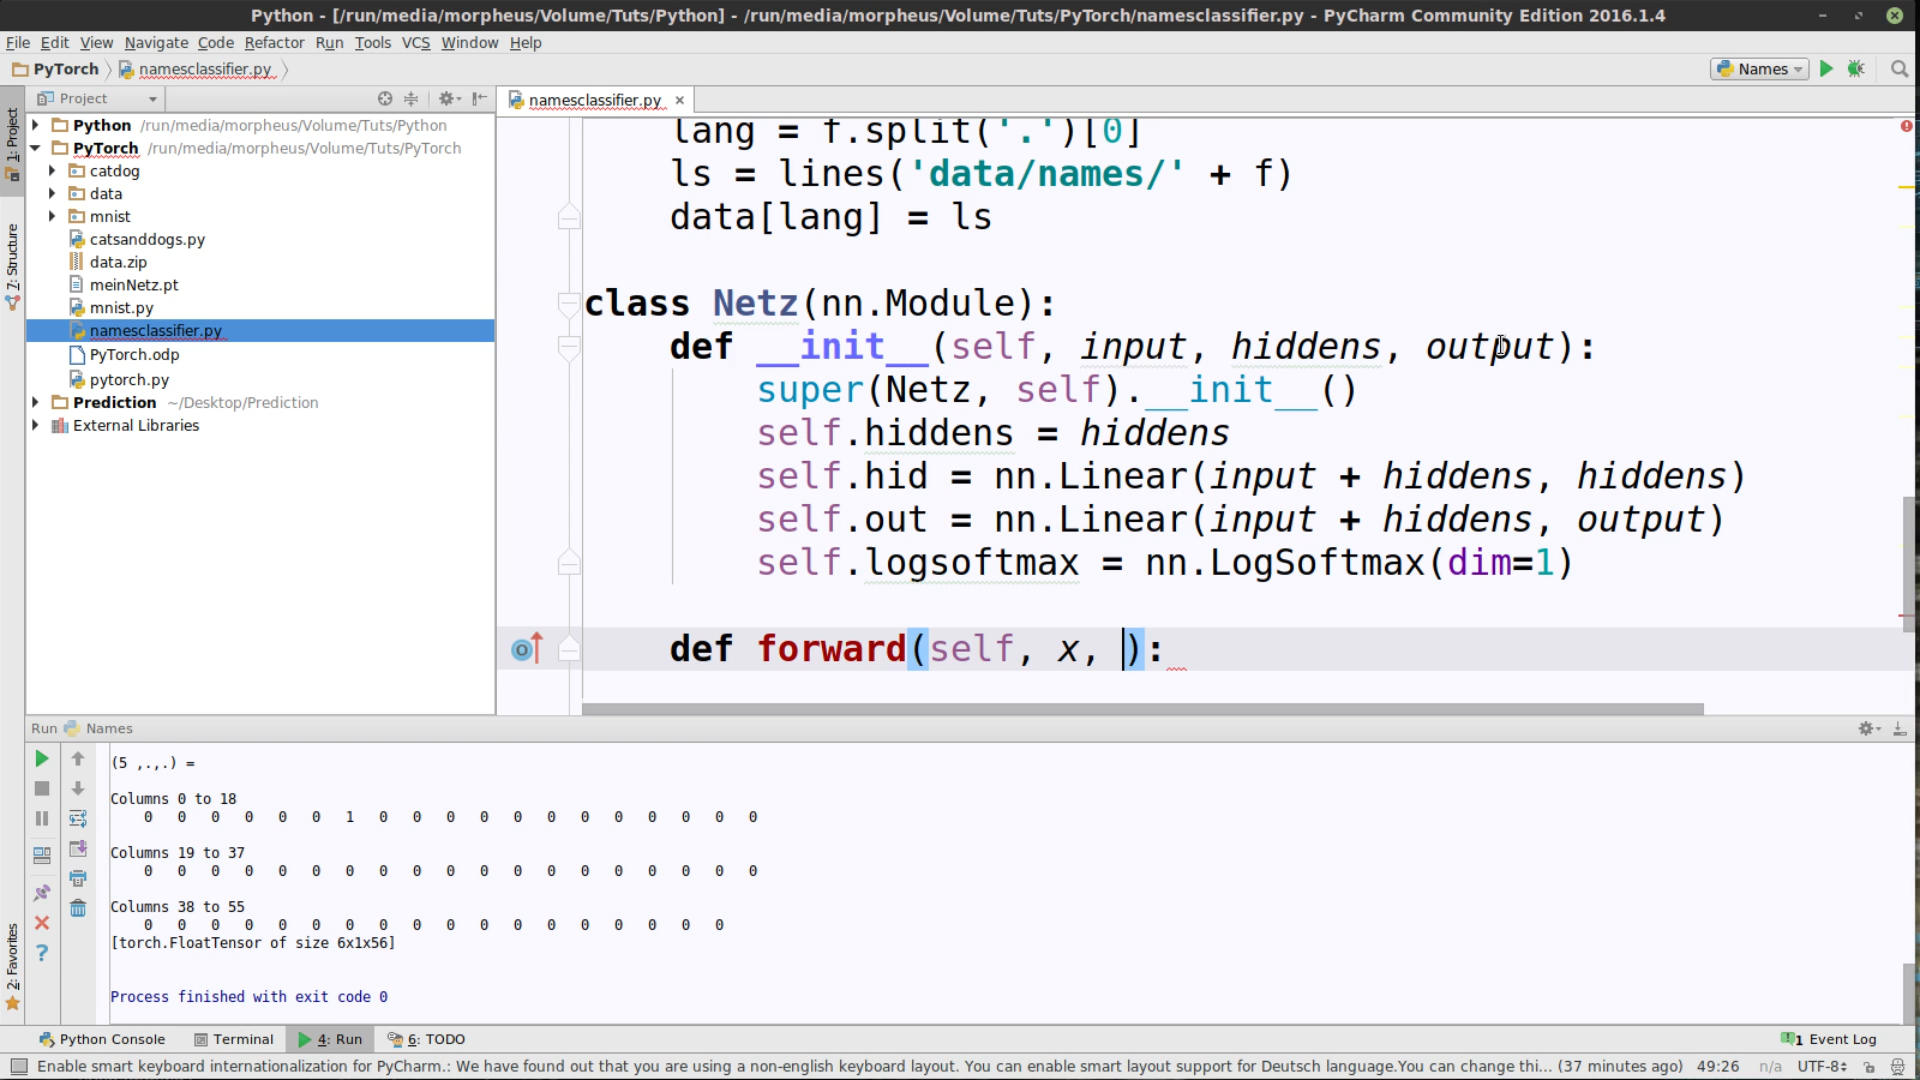 Python - [/run/media/morpheus/Volume/Tuts/Python] - /run/media/morpheus/Volume/Tuts/PyTorch/namesclassifier.py - PyCharm Community Edition 2016.1.4
File Edit View Navigate Code Refactor Run Tools VCS Window Help
PyTorch namesclassifier.py Names
Project
namesclassifier.py ×
1: Project
7: Structure
2: Favorites
Python /run/media/morpheus/Volume/Tuts/Python
PyTorch /run/media/morpheus/Volume/Tuts/PyTorch
catdog
data
mnist
catsanddogs.py
data.zip
meinNetz.pt
mnist.py
namesclassifier.py
PyTorch.odp
pytorch.py
Prediction ~/Desktop/Prediction
External Libraries
lang = f.split('.')[0]
ls = lines('data/names/' + f)
data[lang] = ls
class Netz(nn.Module):
def __init__(self, input, hiddens, output):
super(Netz, self).__init__()
self.hiddens = hiddens
self.hid = nn.Linear(input + hiddens, hiddens)
self.out = nn.Linear(input + hiddens, output)
self.logsoftmax = nn.LogSoftmax(dim=1)
def forward(self, x, ):
Run Names
(5 ,.,.) =
Columns 0 to 18
0 0 0 0 0 0 1 0 0 0 0 0 0 0 0 0 0 0 0
Columns 19 to 37
0 0 0 0 0 0 0 0 0 0 0 0 0 0 0 0 0 0 0
Columns 38 to 55
0 0 0 0 0 0 0 0 0 0 0 0 0 0 0 0 0 0
[torch.FloatTensor of size 6x1x56]
Process finished with exit code 0
Python Console Terminal 4: Run 6: TODO 1 Event Log
Enable smart keyboard internationalization for PyCharm.: We have found out that you are using a non-english keyboard layout. You can enable smart layout support for Deutsch language.You can change thi... (37 minutes ago) 49:26 n/a UTF-8